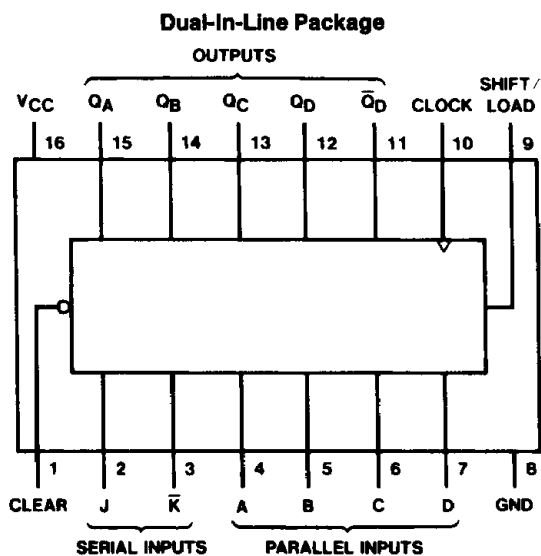 Dual-In-Line Package
OUTPUTS
VCC QA QB QC QD Q̅D CLOCK SHIFT/
LOAD
16 15 14 13 12 11 10 9
1 2 3 4 5 6 7 8
CLEAR J K̅ A B C D GND
SERIAL INPUTS PARALLEL INPUTS